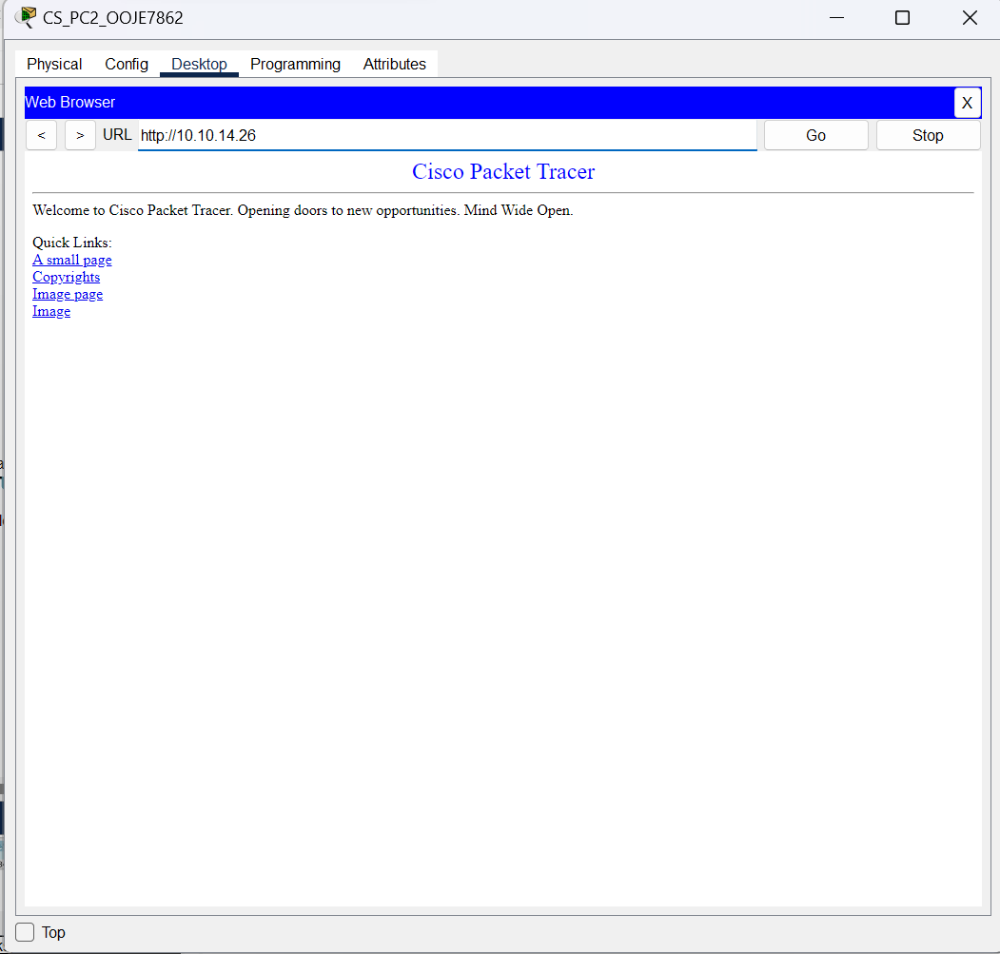 CS_PC2_OOJE7862
Physical Config Desktop Programming Attributes
Web Browser X
< > URL http://10.10.14.26 Go Stop
Cisco Packet Tracer
Welcome to Cisco Packet Tracer. Opening doors to new opportunities. Mind Wide Open.
Quick Links:
A small page
Copyrights
Image page
Image
Top